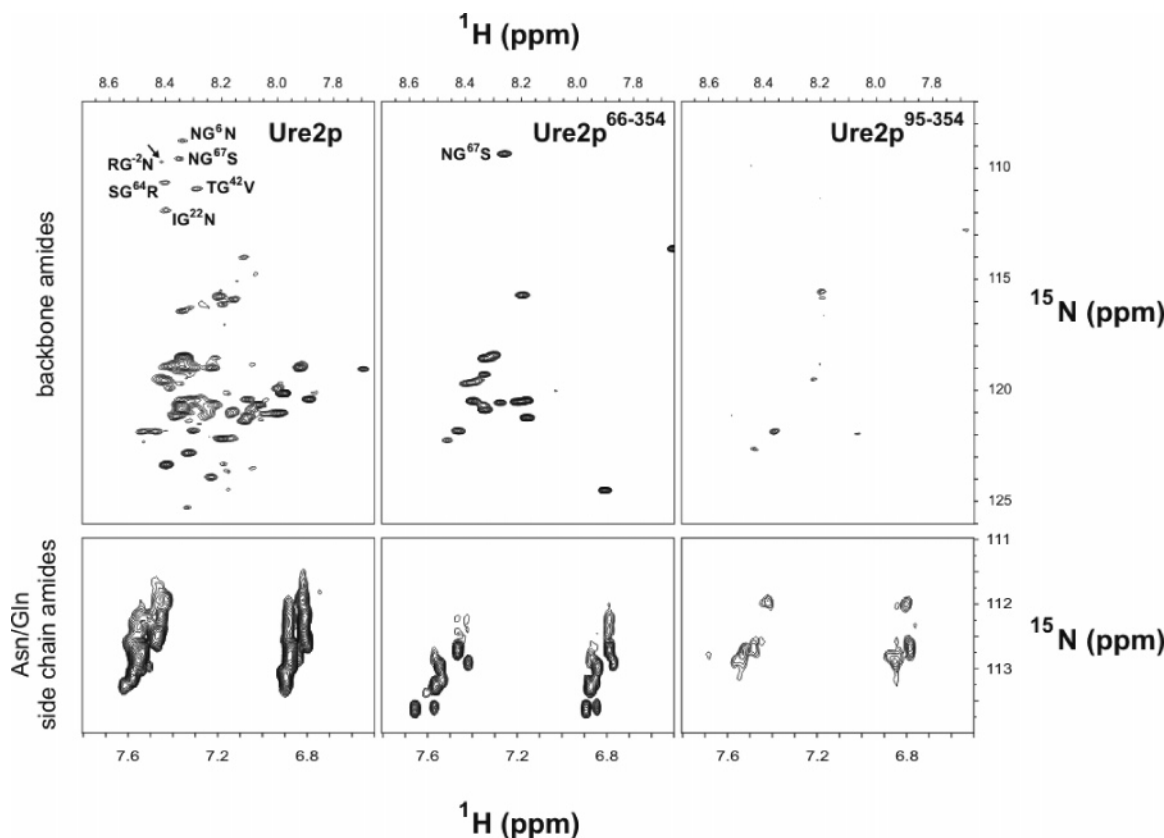 ¹H (ppm)
8.6 8.4 8.2 8.0 7.8 8.6 8.4 8.2 8.0 7.8 8.6 8.4 8.2 8.0 7.8
Ure2p Ure2p⁶⁶⁻³⁵⁴ Ure2p⁹⁵⁻³⁵⁴
NG⁶N
RG⁻²N NG⁶⁷S NG⁶⁷S
SG⁶⁴R TG⁴²V
IG²²N
backbone amides
110
115
120
125
¹⁵N (ppm)
Asn/Gln
side chain amides
111
112
113
¹⁵N (ppm)
7.6 7.2 6.8 7.6 7.2 6.8 7.6 7.2 6.8
¹H (ppm)